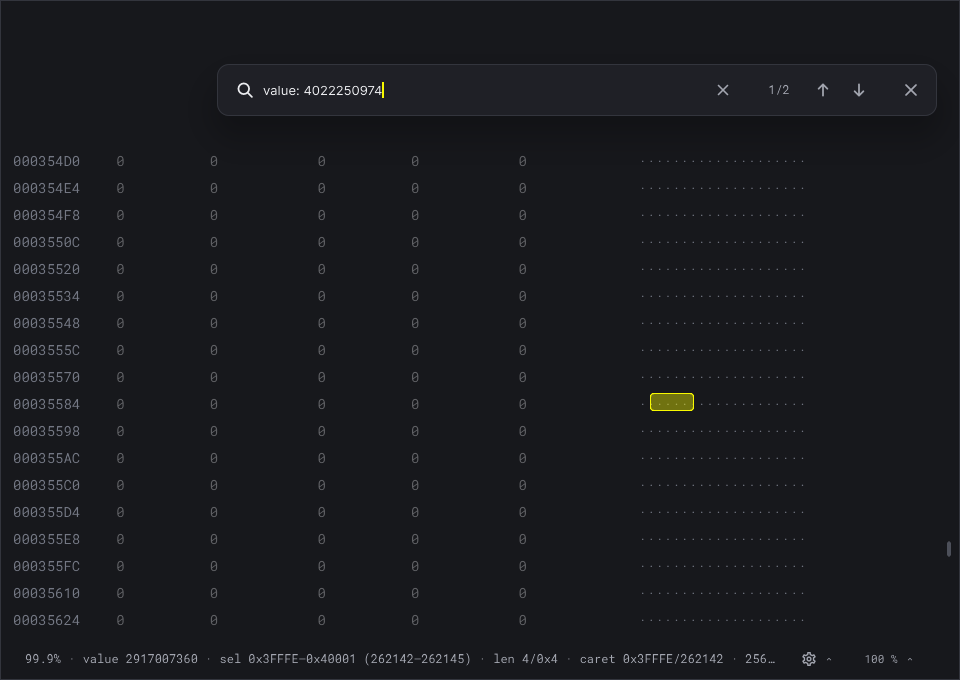 value: 4022250974 1/2
000354D0 0 0 0 0 0 ····················
000354E4 0 0 0 0 0 ····················
000354F8 0 0 0 0 0 ····················
0003550C 0 0 0 0 0 ····················
00035520 0 0 0 0 0 ····················
00035534 0 0 0 0 0 ····················
00035548 0 0 0 0 0 ····················
0003555C 0 0 0 0 0 ····················
00035570 0 0 0 0 0 ····················
00035584 0 0 0 0 0 ····················
00035598 0 0 0 0 0 ····················
000355AC 0 0 0 0 0 ····················
000355C0 0 0 0 0 0 ····················
000355D4 0 0 0 0 0 ····················
000355E8 0 0 0 0 0 ····················
000355FC 0 0 0 0 0 ····················
00035610 0 0 0 0 0 ····················
00035624 0 0 0 0 0 ····················
99.9% · value 2917007360 · sel 0x3FFFE–0x40001 (262142–262145) · len 4/0x4 · caret 0x3FFFE/262142 · 256… 100 %